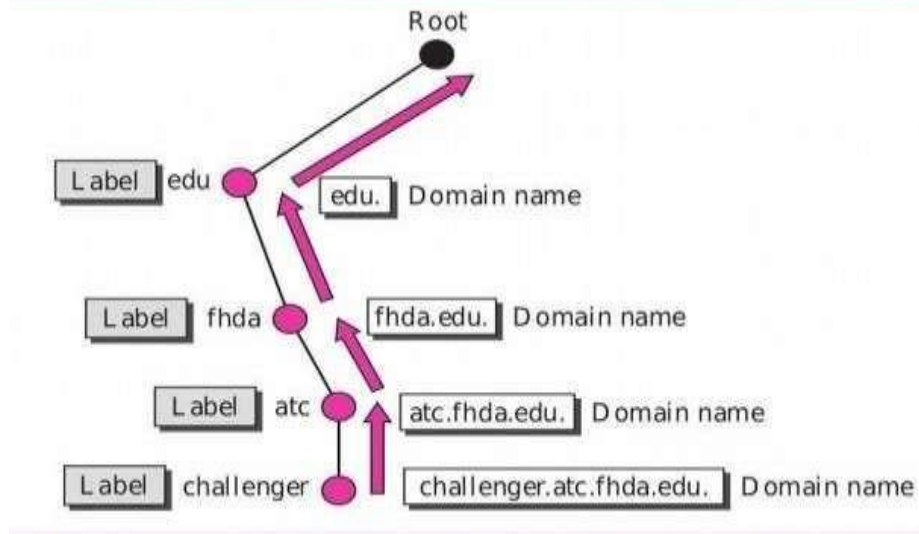 Root
Label edu
edu. Domain name
Label fhda
fhda.edu. Domain name
Label atc
atc.fhda.edu. Domain name
Label challenger
challenger.atc.fhda.edu. Domain name